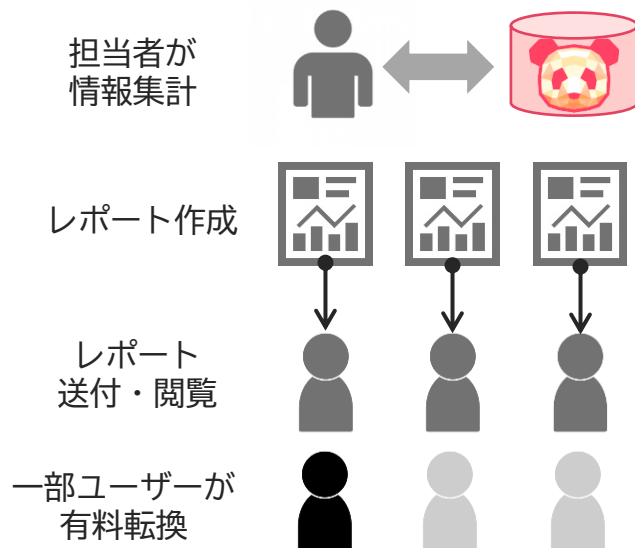 担当者が
情報集計
レポート作成
レポート
送付・閲覧
一部ユーザーが
有料転換